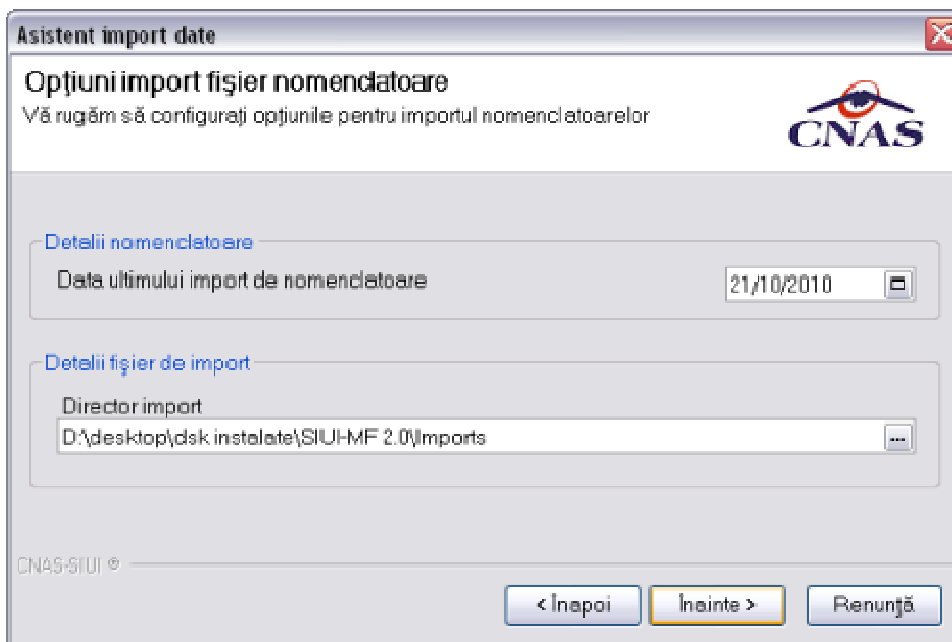 Asistent import date
Opţiuni import fişier nomenclatoare
Vă rugăm să configuraţi opţiunile pentru importul nomenclatoarelor
CNAS
Detalii nomenclatoare
Data ultimului import de nomenclatoare
21/10/2010
Detalii fişier de import
Director import
D:\desktop\dsk instalate\SIUI-MF 2.0\Imports
...
CNAS-SIUI ®
< Înapoi
Înainte >
Renunţă